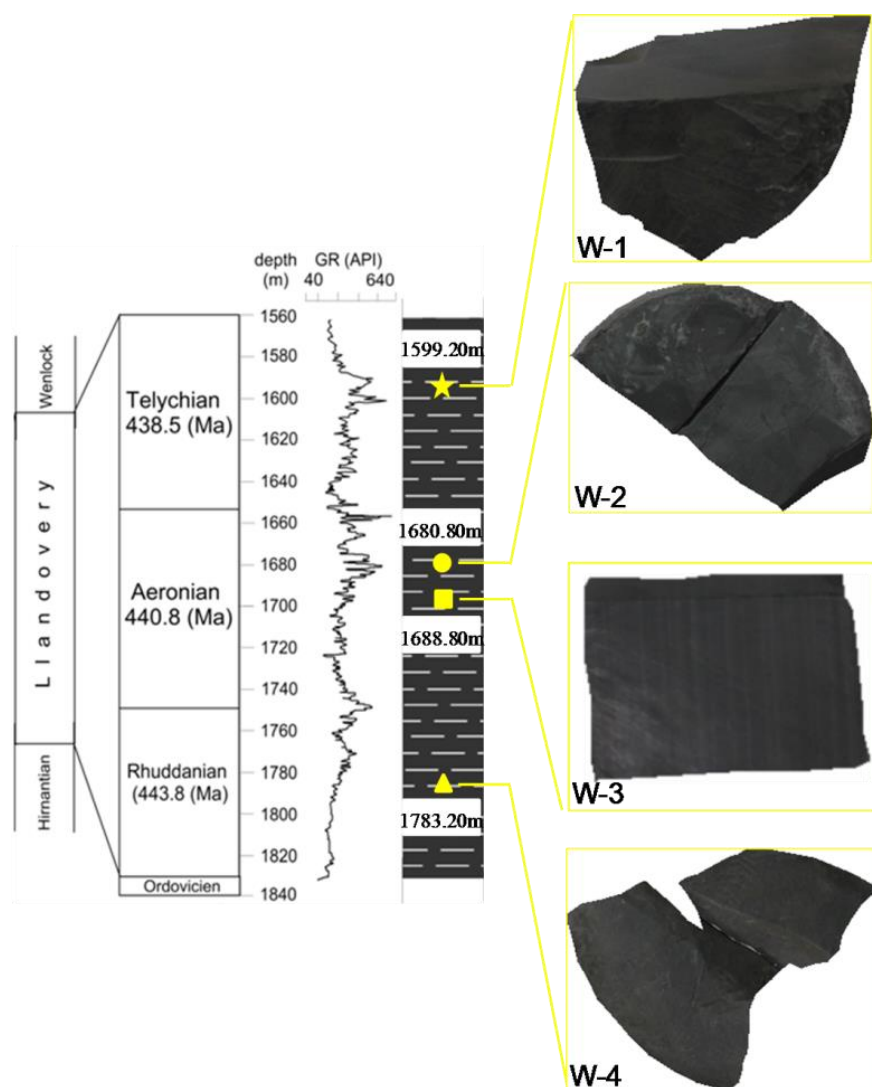 depth
(m)
GR (API)
40 640
Wenlock
Llandovery
Hirnantian
Telychian
438.5 (Ma)
Aeronian
440.8 (Ma)
Rhuddanian
(443.8 (Ma)
Ordovicien
1560
1580
1600
1620
1640
1660
1680
1700
1720
1740
1760
1780
1800
1820
1840
1599.20m
1680.80m
1688.80m
1783.20m
W-1
W-2
W-3
W-4